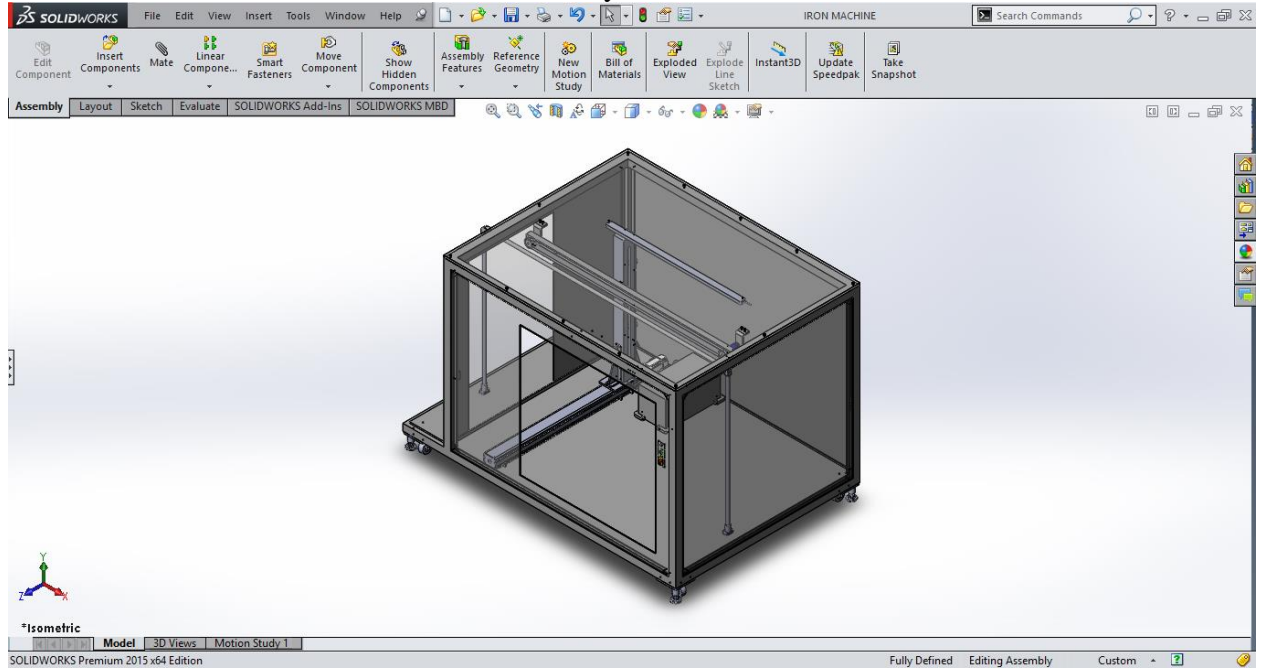 SOLIDWORKS File Edit View Insert Tools Window Help IRON MACHINE Search Commands ?
Edit Component
Insert Components
Mate
Linear Compone...
Smart Fasteners
Move Component
Show Hidden Components
Assembly Features
Reference Geometry
New Motion Study
Bill of Materials
Exploded View
Explode Line Sketch
Instant3D
Update Speedpak
Take Snapshot
Assembly Layout Sketch Evaluate SOLIDWORKS Add-Ins SOLIDWORKS MBD
Y
Z X
*Isometric
Model 3D Views Motion Study 1
SOLIDWORKS Premium 2015 x64 Edition Fully Defined Editing Assembly Custom ?